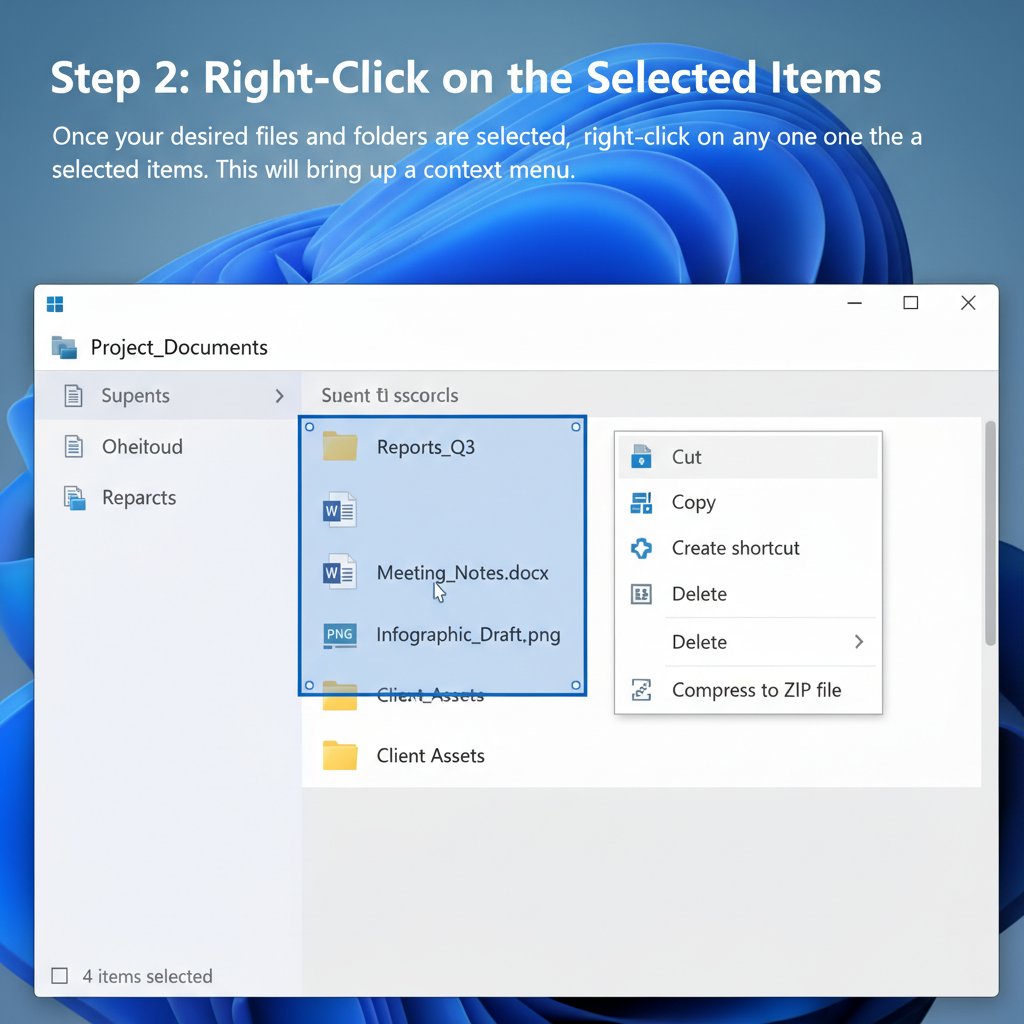 Step 2: Right-Click on the Selected Items
Once your desired files and folders are selected, right-click on any one one the a
selected items. This will bring up a context menu.
Project_Documents
Supents
Oheitoud
Reparcts
Suent
Reports_Q3
W
W
Meeting_Notes.docx
PNG
Infographic_Draft.png
Client_Assets
Client Assets
Cut
Copy
Create shortcut
Delete
Delete
Compress to ZIP file
4 items selected